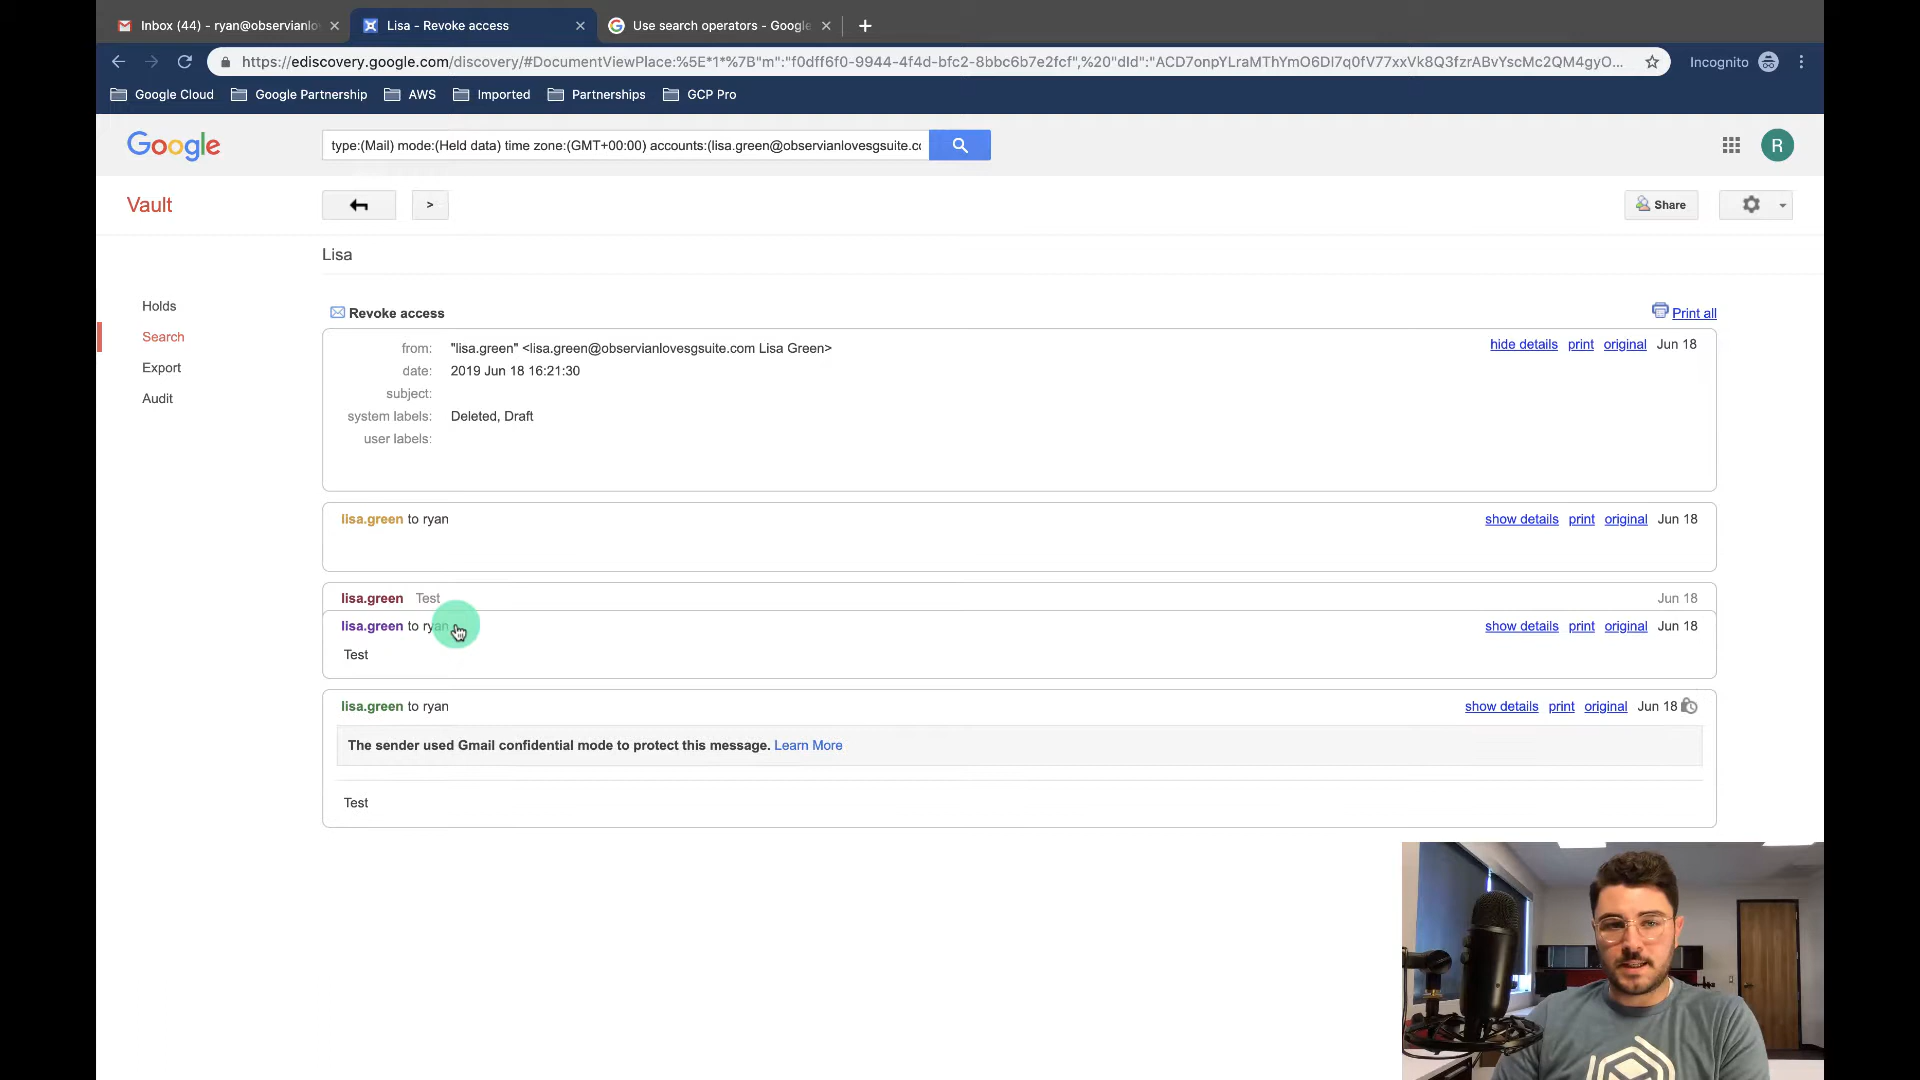 Inbox (44) - ryan@observianlo
Lisa - Revoke access
Use search operators - Google
https://ediscovery.google.com/discovery/#DocumentViewPlace:%5E*1*%7B"m":"f0dff6f0-9944-4f4d-bfc2-8bbc6b7e2fcf",%20"dId":"ACD7onpYLraMThYmO6Dl7q0fV77xxVk8Q3fzrABvYscMc2QM4gyO...
Incognito
Google Cloud
Google Partnership
AWS
Imported
Partnerships
GCP Pro
Google
type:(Mail) mode:(Held data) time zone:(GMT+00:00) accounts:(lisa.green@observianlovesgsuite.co
R
Vault
>
Share
Lisa
Holds
Search
Export
Audit
Revoke access
Print all
from: "lisa.green" <lisa.green@observianlovesgsuite.com Lisa Green>
hide details print original Jun 18
date: 2019 Jun 18 16:21:30
subject:
system labels: Deleted, Draft
user labels:
lisa.green to ryan
show details print original Jun 18
lisa.green Test
Jun 18
lisa.green to ryan
show details print original Jun 18
Test
lisa.green to ryan
show details print original Jun 18
The sender used Gmail confidential mode to protect this message. Learn More
Test